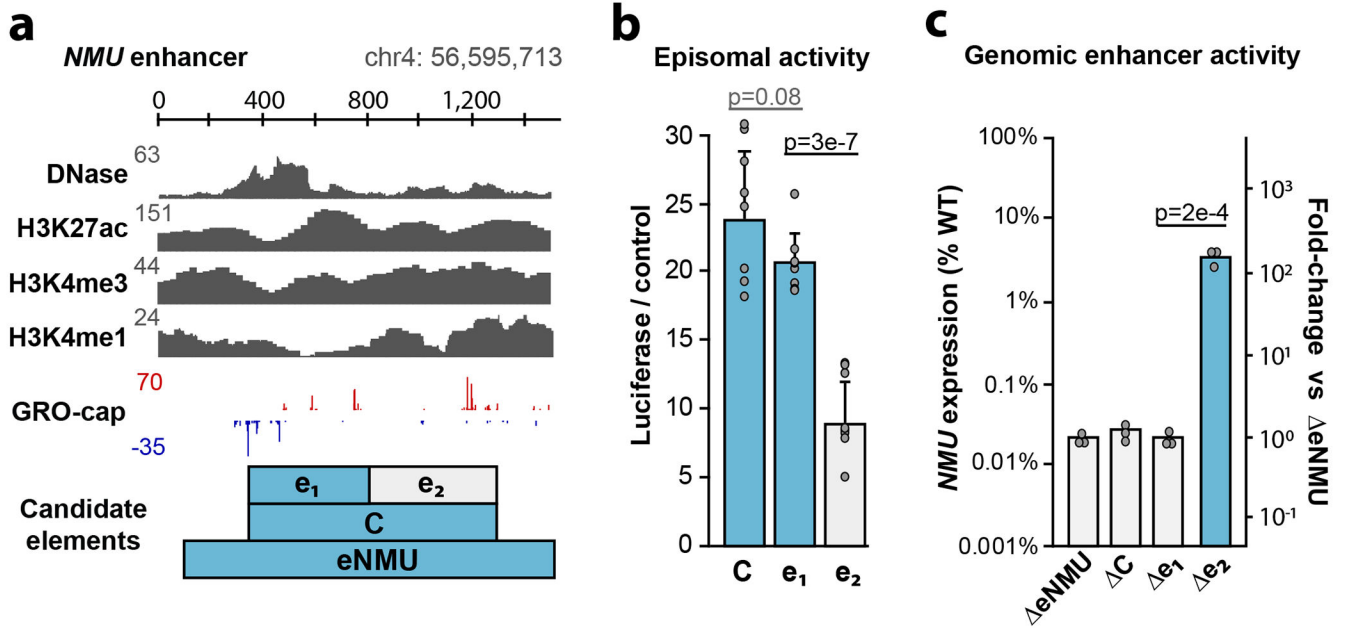 a
NMU enhancer
chr4: 56,595,713
0 400 800 1,200
DNase
63
H3K27ac
151
H3K4me3
44
H3K4me1
24
GRO-cap
70
-35
Candidate
elements
e₁
e₂
C
eNMU
b
Episomal activity
p=0.08
p=3e-7
Luciferase / control
30
25
20
15
10
5
0
C e₁ e₂
c
Genomic enhancer activity
NMU expression (% WT)
100%
10%
1%
0.1%
0.01%
0.001%
p=2e-4
10³
10²
10¹
10⁰
10⁻¹
Fold-change vs ΔeNMU
ΔeNMU
ΔC
Δe₁
Δe₂